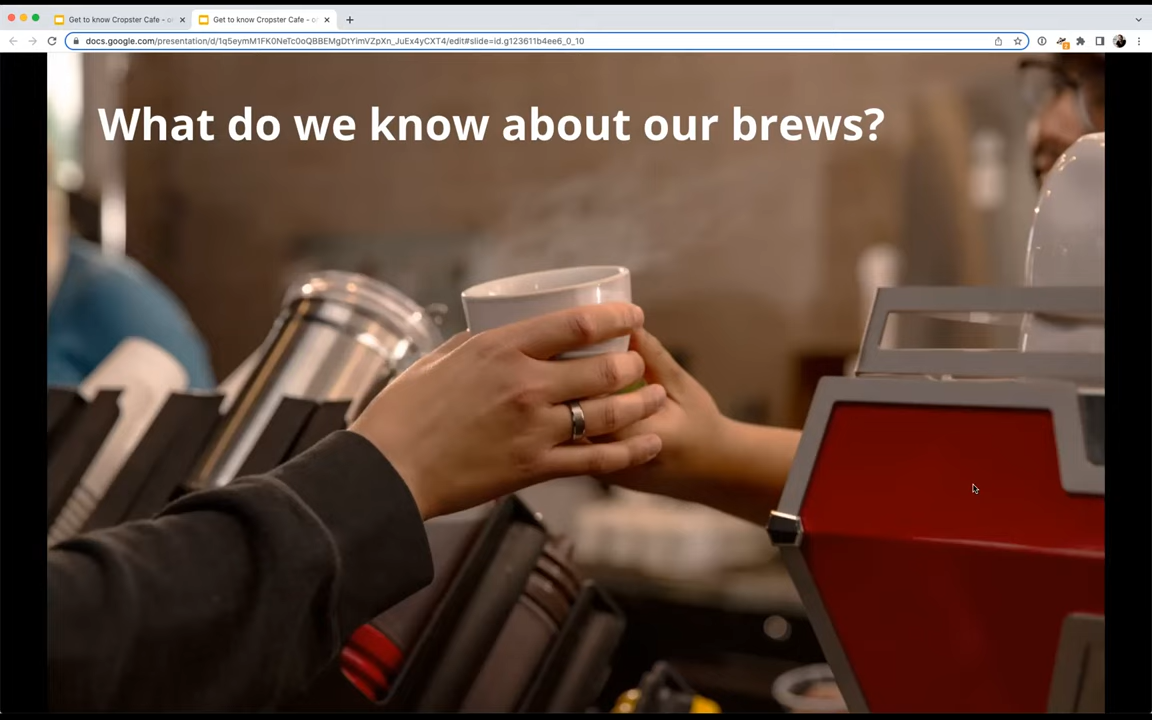 Get to know Cropster Cafe - o
Get to know Cropster Cafe - o
docs.google.com/presentation/d/1q5eymM1FK0NeTc0oQBBEMgDtYimVZpXn_JuEx4yCXT4/edit#slide=id.g123611b4ee6_0_10
What do we know about our brews?